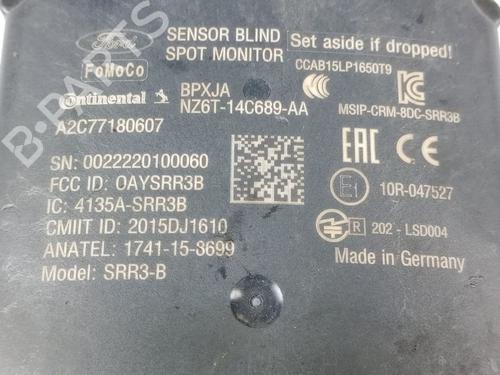 Ford
SENSOR BLIND
SPOT MONITOR
Set aside if dropped!
FoMoCo
CCAB15LP1650T9
Continental
BPXJA
NZ6T-14C689-AA
MSIP-CRM-8DC-SRR3B
A2C77180607
SN: 0022220100060
FCC ID: OAYSRR3B
IC: 4135A-SRR3B
CMIIT ID: 2015DJ1610
ANATEL: 1741-15-8699
Model: SRR3-B
EAC CE
E1 10R-047527
R 202 - LSD004
Made in Germany
B-PARTS